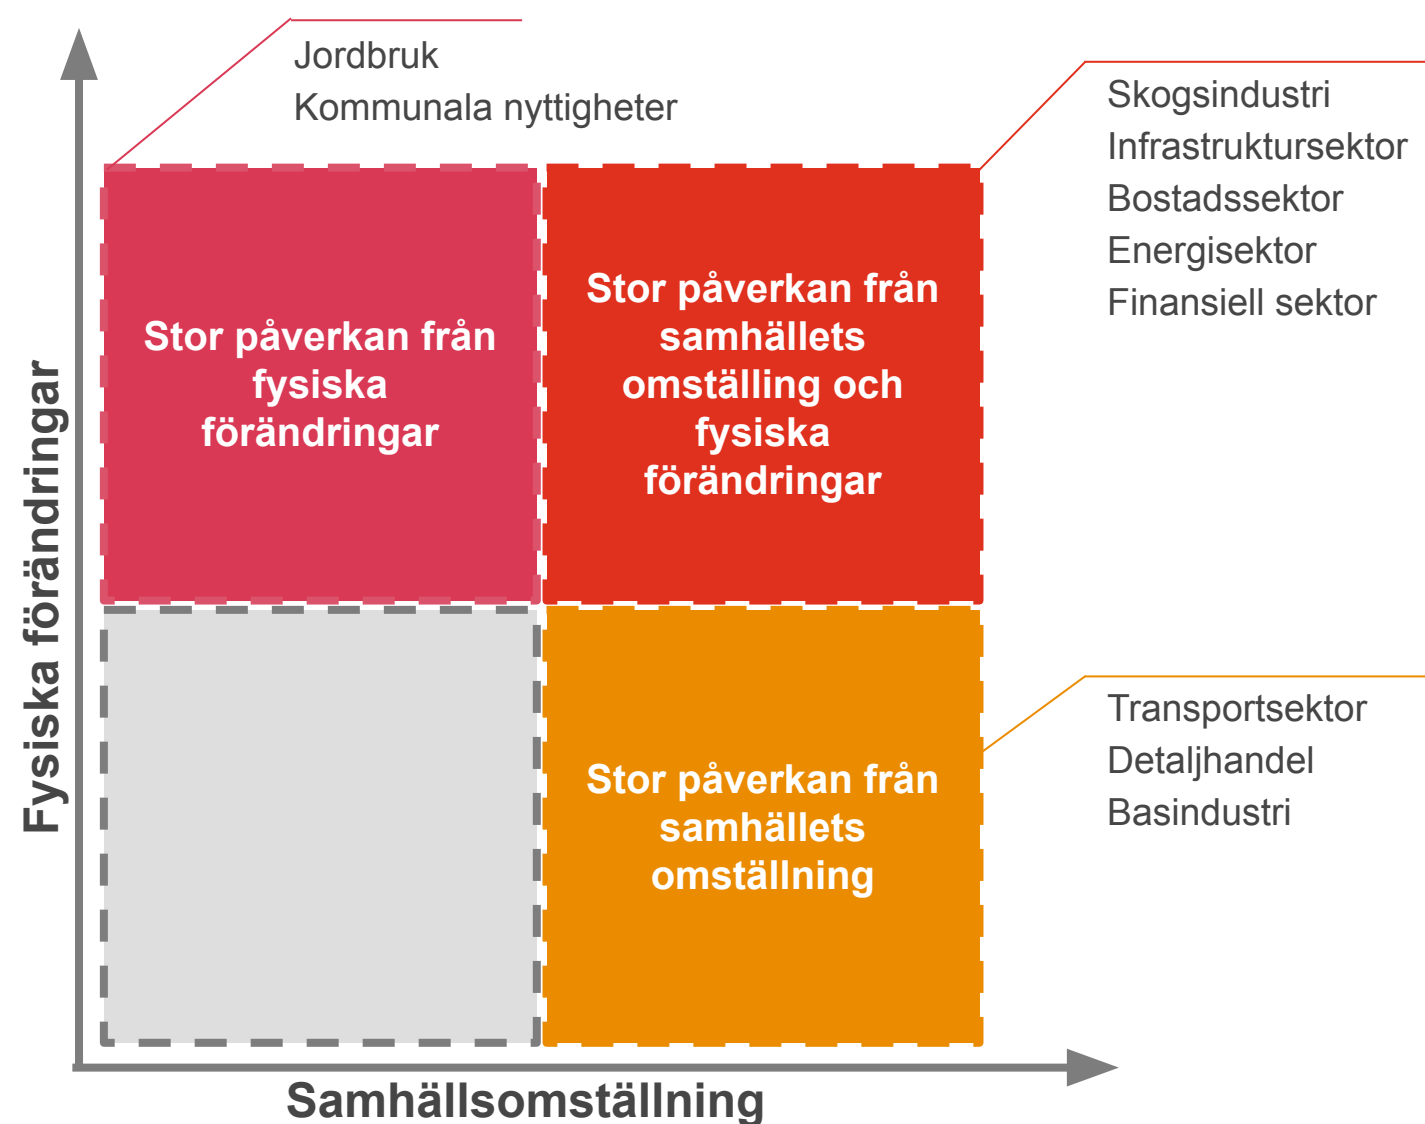 Jordbruk
Kommunala nyttigheter
Skogsindustri
Infrastruktursektor
Bostadssektor
Energisektor
Finansiell sektor
Stor påverkan från
fysiska
förändringar
Stor påverkan från
samhällets
omställing och
fysiska
förändringar
Fysiska förändringar
Stor påverkan från
samhällets
omställning
Transportsektor
Detaljhandel
Basindustri
Samhällsomställning